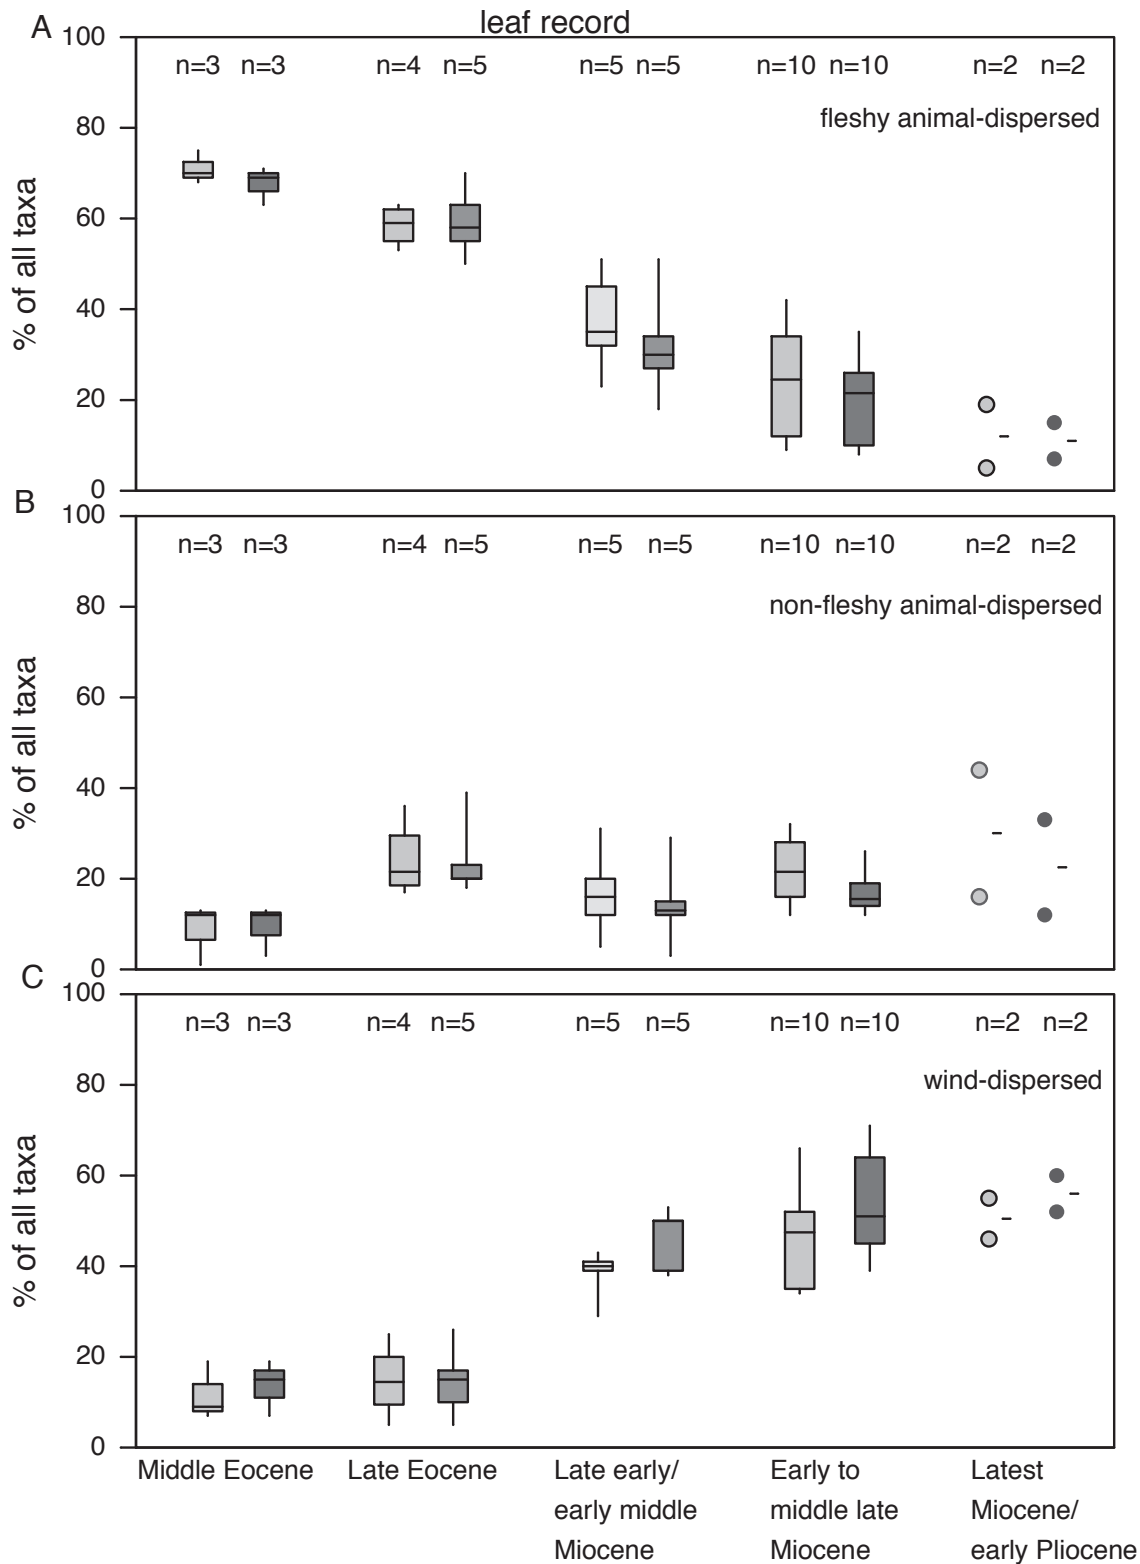 leaf record
A
100
n=3 n=3 n=4 n=5 n=5 n=5 n=10 n=10 n=2 n=2
fleshy animal-dispersed
80
60
40
20
0
% of all taxa
B
100
n=3 n=3 n=4 n=5 n=5 n=5 n=10 n=10 n=2 n=2
non-fleshy animal-dispersed
80
60
40
20
0
% of all taxa
C
100
n=3 n=3 n=4 n=5 n=5 n=5 n=10 n=10 n=2 n=2
wind-dispersed
80
60
40
20
0
% of all taxa
Middle Eocene
Late Eocene
Late early/
early middle
Miocene
Early to
middle late
Miocene
Latest
Miocene/
early Pliocene